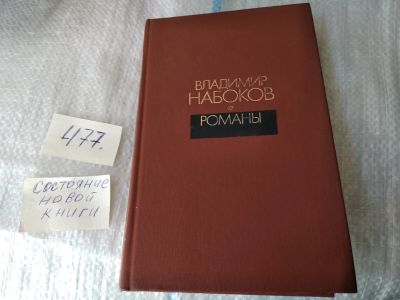 ВЛАДИМИР
НАБОКОВ
РОМАНЫ
477.
Состояние
новой
книги